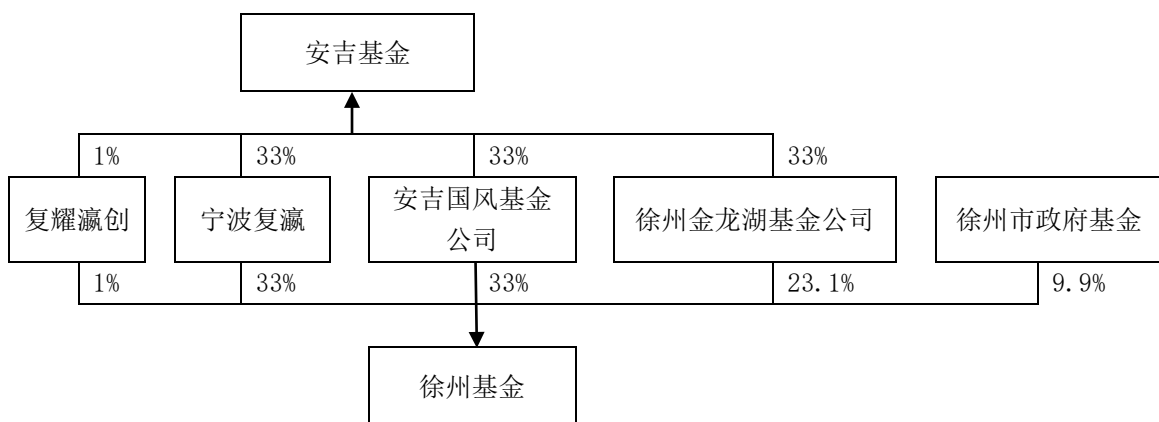 安吉基金
1% 33% 33% 33%
复耀瀛创 宁波复瀛 安吉国风基金 徐州金龙湖基金公司 徐州市政府基金
公司
1% 33% 33% 23.1% 9.9%
徐州基金